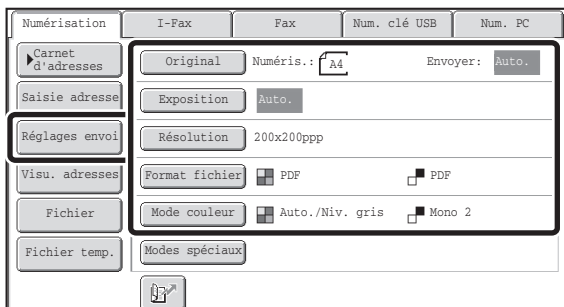 Numérisation I-Fax Fax Num. clé USB Num. PC
Carnet d'adresses
Original Numéris.: A4 Envoyer: Auto.
Saisie adresse Exposition Auto.
Réglages envoi Résolution 200x200ppp
Visu. adresses Format fichier PDF PDF
Fichier Mode couleur Auto./Niv. gris Mono 2
Fichier temp. Modes spéciaux